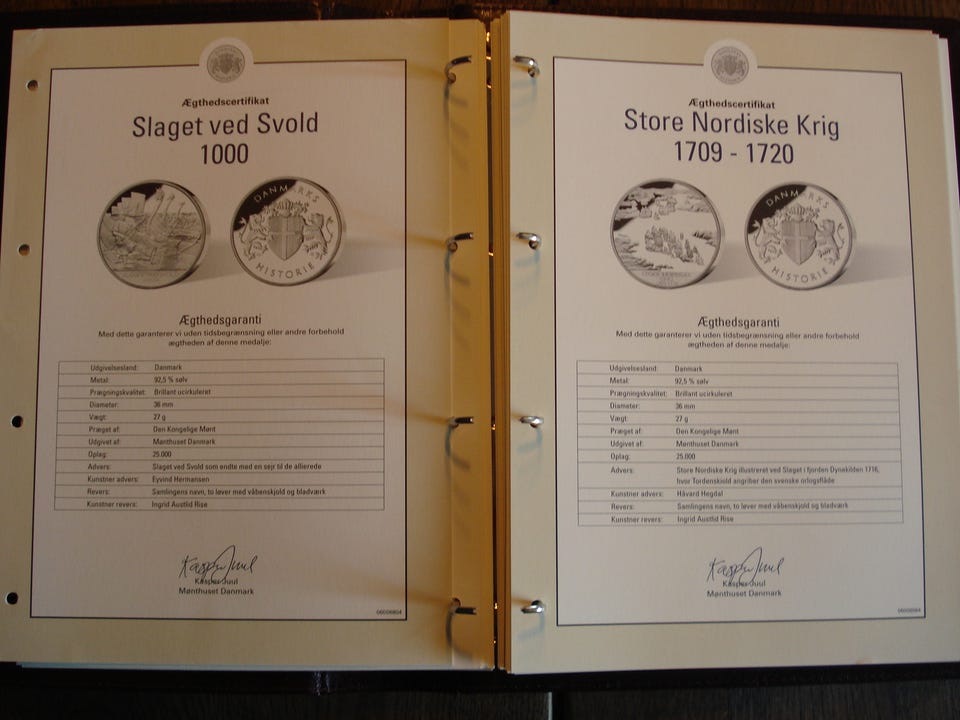 Ægthedscertifikat
Slaget ved Svold
1000
DANMARKS
HISTORIE
Ægthedsgaranti
Med dette garanterer vi uden tidsbegrænsning eller andre forbehold
ægtheden af denne medalje:
Udgivelsesland: Danmark
Metal: 92,5 % sølv
Prægningskvalitet: Brillant ucirkuleret
Diameter: 36 mm
Vægt: 27 g
Præget af: Den Kongelige Mønt
Udgivet af: Mønthuset Danmark
Oplag: 25.000
Advers: Slaget ved Svold som endte med en sejr til de allierede
Kunstner advers: Eyvind Hermansen
Revers: Samlingens navn, to løver med våbenskjold og bladværk
Kunstner revers: Ingrid Austlid Rise
Kasper Juul
Kasper Juul
Mønthuset Danmark
Ægthedscertifikat
Store Nordiske Krig
1709 - 1720
DANMARKS
HISTORIE
Ægthedsgaranti
Med dette garanterer vi uden tidsbegrænsning eller andre forbehold
ægtheden af denne medalje:
Udgivelsesland: Danmark
Metal: 92,5 % sølv
Prægningskvalitet: Brillant ucirkuleret
Diameter: 36 mm
Vægt: 27 g
Præget af: Den Kongelige Mønt
Udgivet af: Mønthuset Danmark
Oplag: 25.000
Advers: Store Nordiske Krig illustreret ved Slaget i fjorden Dynekilden 1716,
hvor Tordenskiold angriber den svenske orlogsflåde
Kunstner advers: Håvard Hegdal
Revers: Samlingens navn, to løver med våbenskjold og bladværk
Kunstner revers: Ingrid Austlid Rise
Kasper Juul
Kasper Juul
Mønthuset Danmark